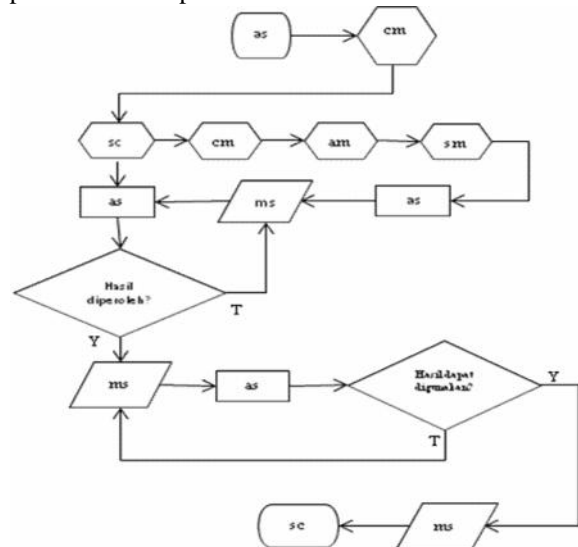 as
cm
sc
cm
am
sm
as
ms
as
Hasil
diperoleh?
T
Y
ms
as
Hasil dapat
digunakan?
Y
T
sc
ms